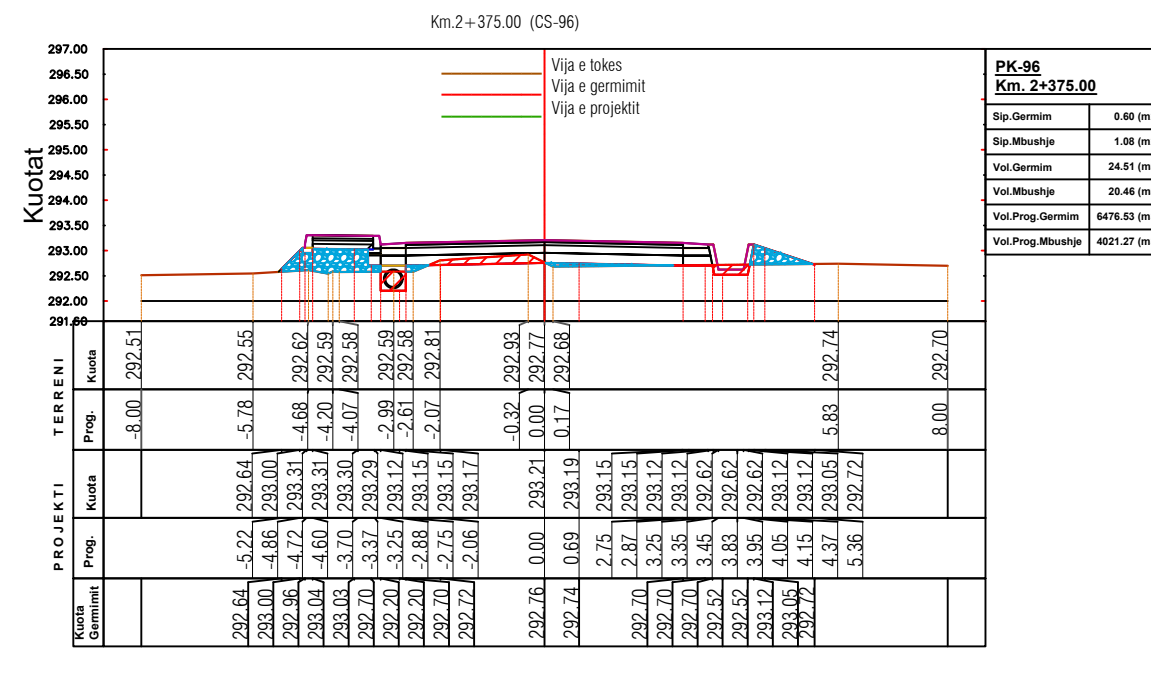 Km.2+375.00 (CS-96)
297.00
296.50
296.00
295.50
295.00
294.50
294.00
293.50
293.00
292.50
292.00
291.60
Kuotat
Vija e tokes
Vija e germimit
Vija e projektit
PK-96
Km. 2+375.00
Sip.Germim 0.60 (m
Sip.Mbushje 1.08 (m
Vol.Germim 24.51 (m
Vol.Mbushje 20.46 (m
Vol.Prog.Germim 6476.53 (m
Vol.Prog.Mbushje 4021.27 (m
TERRENI
Kuota 292.51 292.55 292.62 292.59 292.58 292.59 292.58 292.81 292.93 292.77 292.68 292.74 292.70
Prog. -8.00 -5.78 -4.68 -4.20 -4.07 -2.99 -2.61 -2.07 -0.32 0.00 0.17 5.83 8.00
PROJEKTI
Kuota 292.64 293.00 293.31 293.31 293.30 293.29 293.12 293.15 293.15 293.17 293.21 293.19 293.15 293.15 293.12 293.12 292.62 292.62 292.62 293.12 293.12 293.05 292.72
Prog. -5.22 -4.86 -4.72 -4.60 -3.70 -3.37 -3.25 -2.88 -2.75 -2.06 0.00 0.69 2.75 2.87 3.25 3.35 3.45 3.83 3.95 4.05 4.15 4.37 5.36
Kuota
Germimit
292.64 293.00 292.96 293.04 293.03 292.70 292.20 292.20 292.70 292.72 292.76 292.74 292.70 292.70 292.70 292.52 292.52 293.12 293.05 292.72